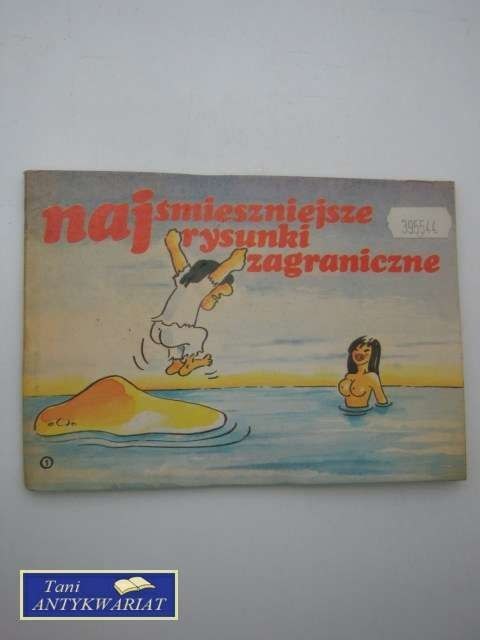 najśmieszniejsze
rysunki
zagraniczne
395544
1
Tani
ANTYKWARIAT